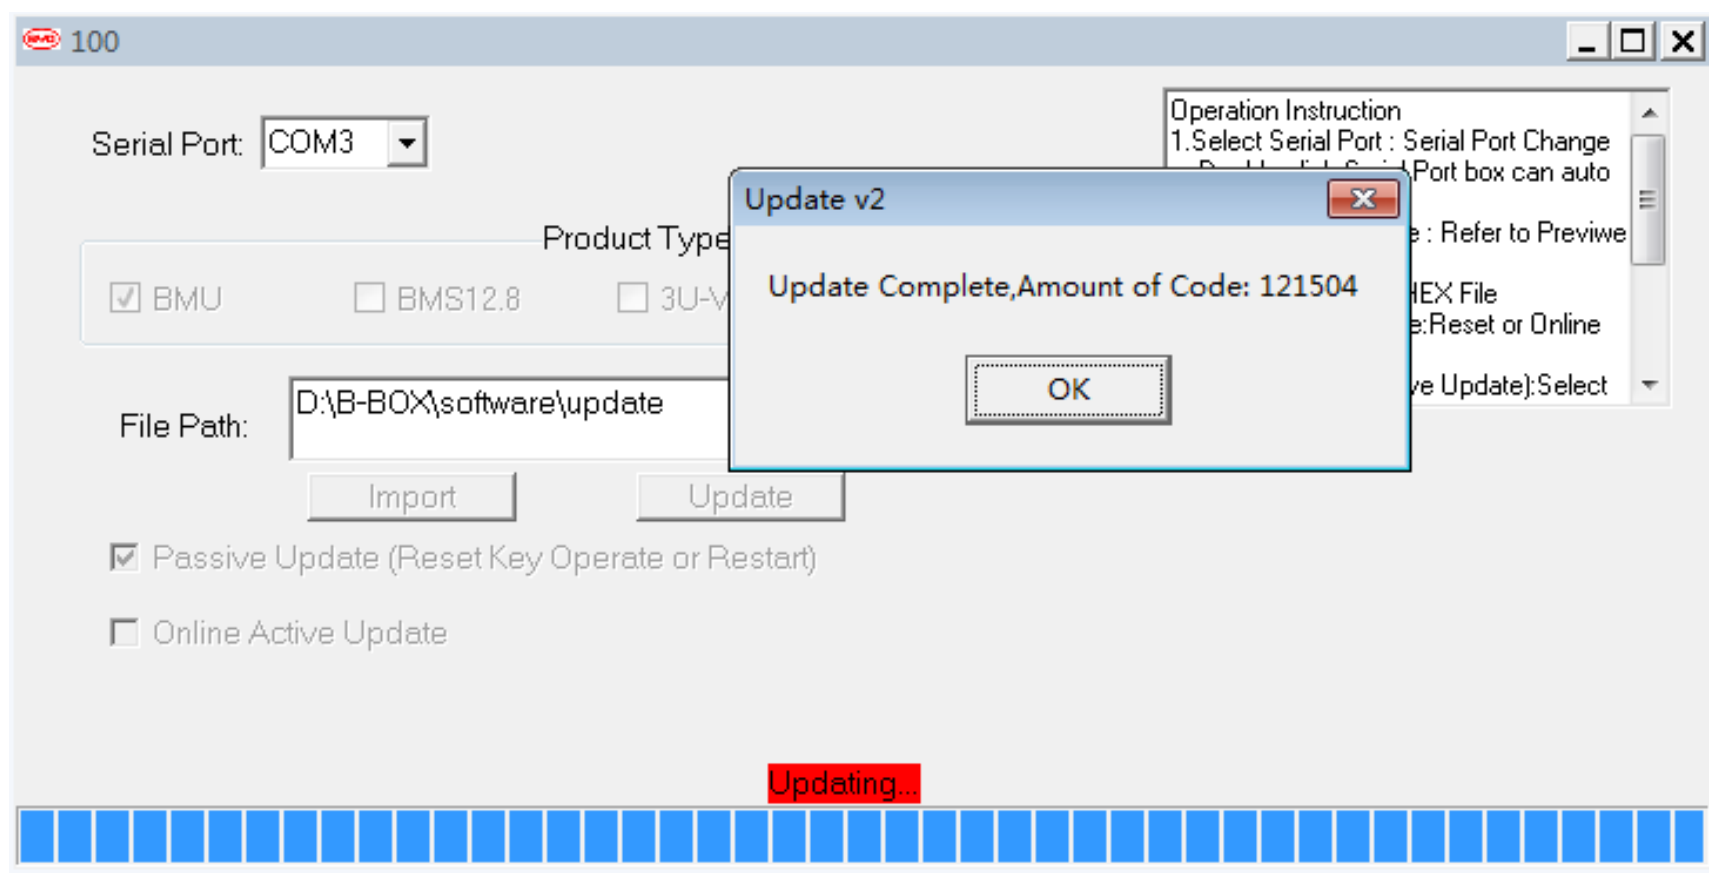 100
Serial Port:
COM3
Operation Instruction
1.Select Serial Port : Serial Port Change
Port box can auto
: Refer to Previwe
HEX File
e:Reset or Online
ve Update):Select
Update v2
Update Complete,Amount of Code: 121504
OK
Product Type
BMU
BMS12.8
3U-V
File Path:
D:\B-BOX\software\update
Import
Update
Passive Update (Reset Key Operate or Restart)
Online Active Update
Updating...